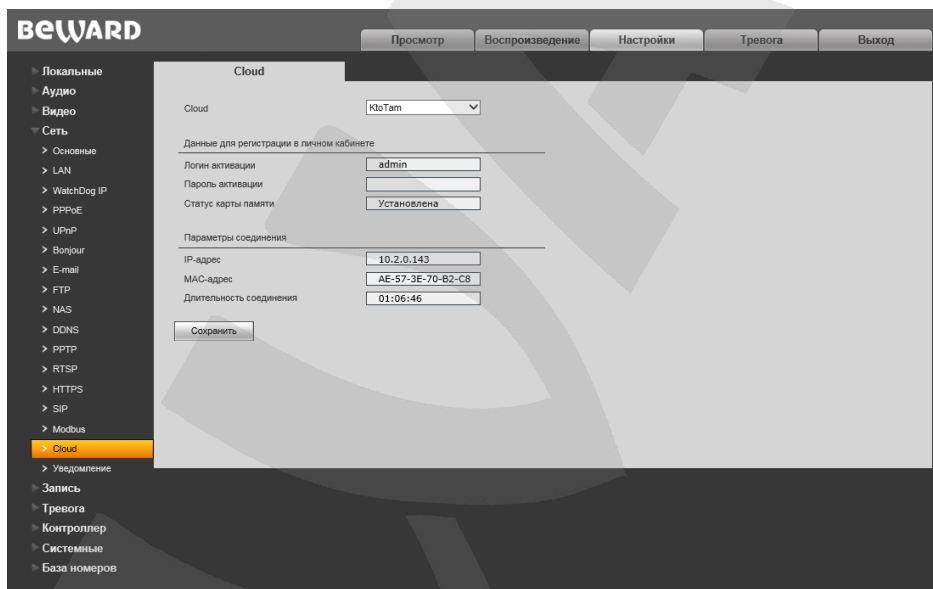 BEWARD
Просмотр Воспроизведение Настройки Тревога Выход
Локальные
Аудио
Видео
Сеть
Основные
LAN
WatchDog IP
PPPoE
UPnP
Bonjour
E-mail
FTP
NAS
DDNS
PPTP
RTSP
HTTPS
SIP
Modbus
Cloud
Уведомление
Запись
Тревога
Контроллер
Системные
База номеров
Cloud
Cloud KtoTam
Данные для регистрации в личном кабинете
Логин активации admin
Пароль активации
Статус карты памяти Установлена
Параметры соединения
IP-адрес 10.2.0.143
MAC-адрес AE-57-3E-70-B2-C8
Длительность соединения 01:06:46
Сохранить